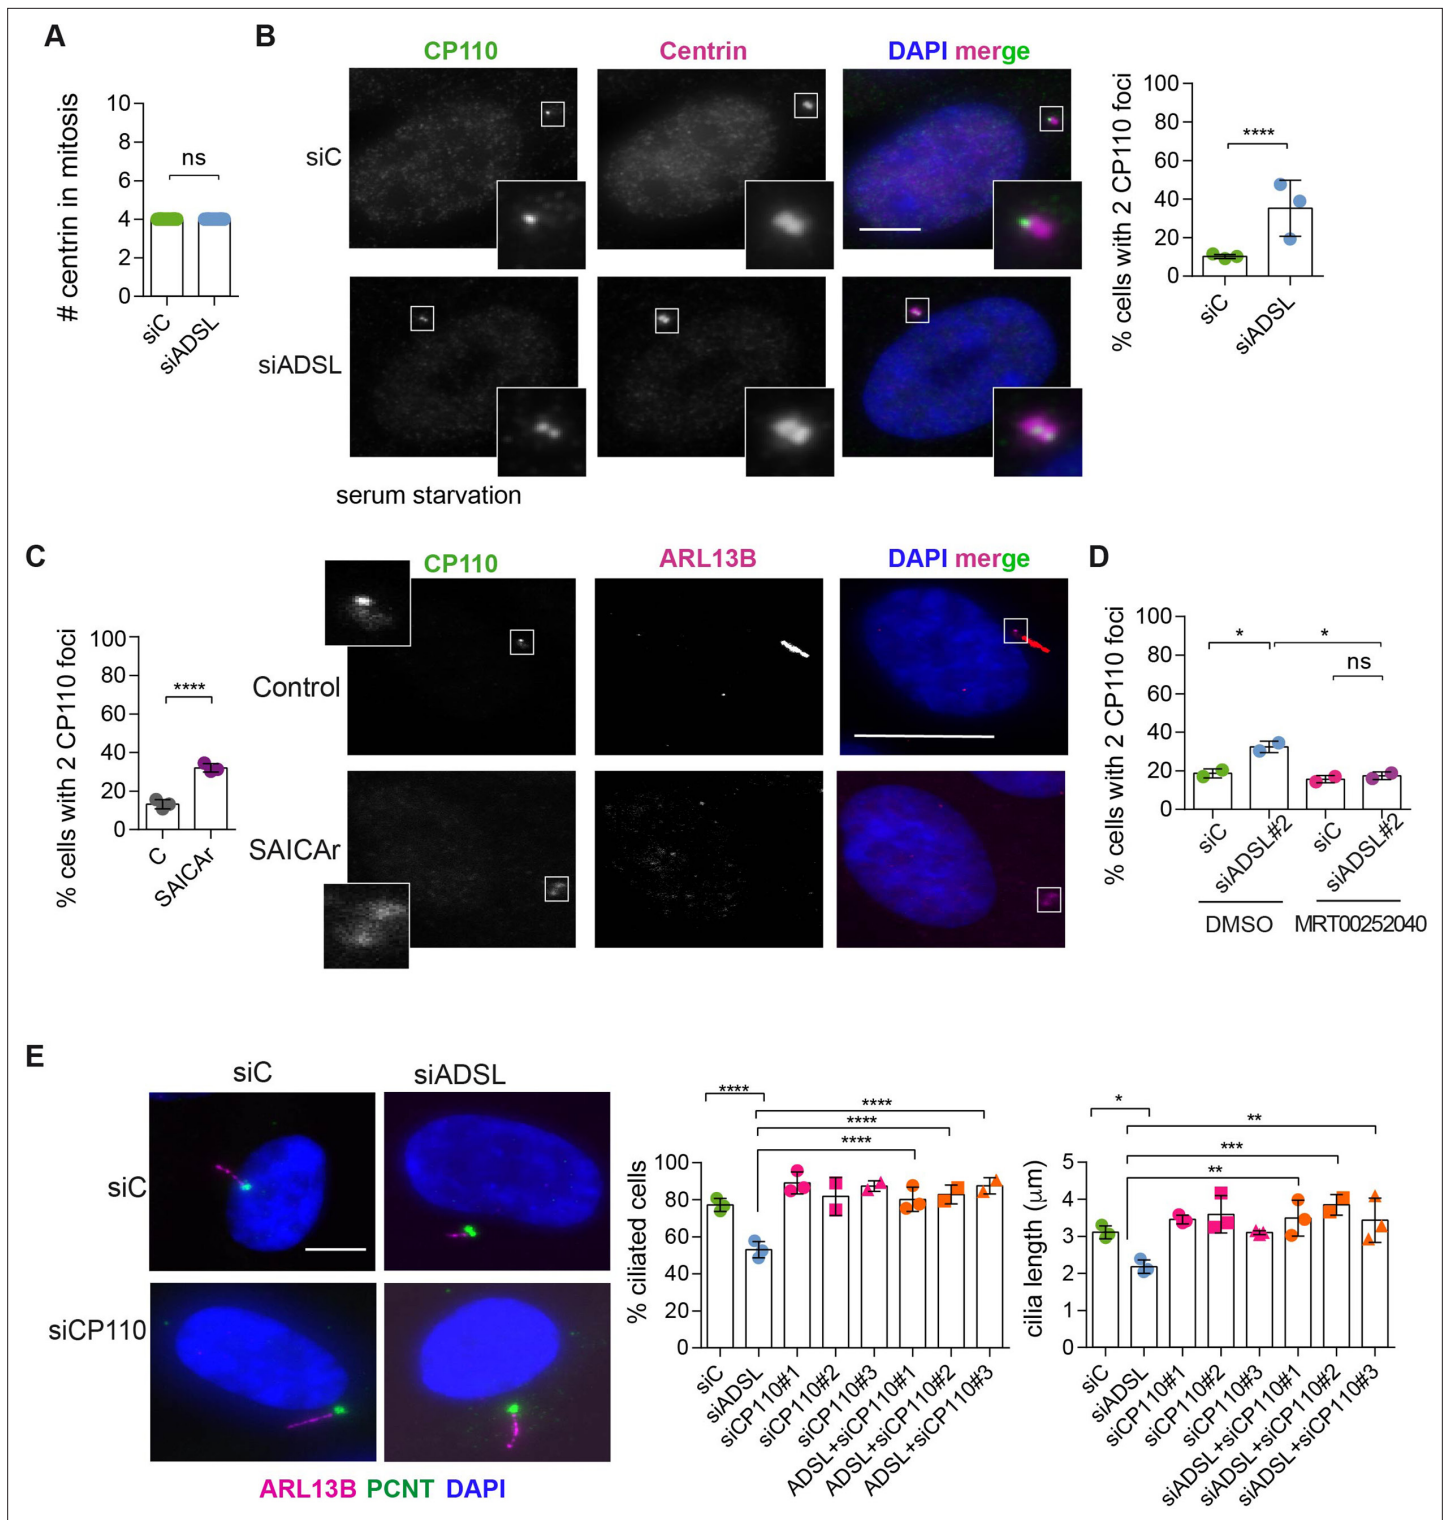 A
# centrin in mitosis
10
8
6
4
2
0
ns
siC
siADSL
B
CP110
Centrin
DAPI merge
siC
siADSL
serum starvation
% cells with 2 CP110 foci
100
80
60
40
20
0
****
siC
siADSL
C
% cells with 2 CP110 foci
100
80
60
40
20
0
****
C
SAICAr
CP110
ARL13B
DAPI merge
Control
SAICAr
D
% cells with 2 CP110 foci
100
80
60
40
20
0
*
*
ns
siC
siADSL#2
siC
siADSL#2
DMSO
MRT00252040
E
siC
siADSL
siC
siCP110
ARL13B PCNT DAPI
% ciliated cells
100
80
60
40
20
0
****
****
****
****
siC
siADSL
siCP110#1
siCP110#2
siCP110#3
ADSL+siCP110#1
ADSL+siCP110#2
ADSL+siCP110#3
cilia length (μm)
5
4
3
2
1
0
*
**
***
**
siC
siADSL
siCP110#1
siCP110#2
siCP110#3
siADSL+siCP110#1
siADSL+siCP110#2
siADSL+siCP110#3